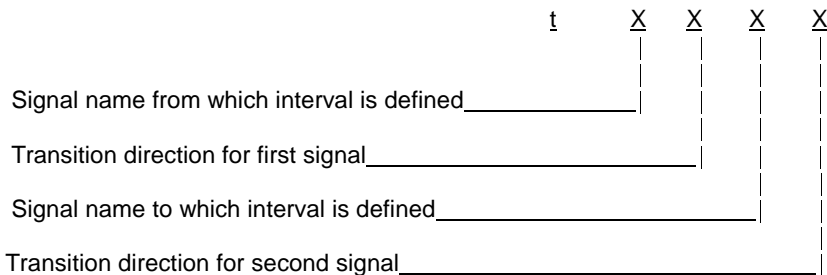 t X X X X
Signal name from which interval is defined
Transition direction for first signal
Signal name to which interval is defined
Transition direction for second signal